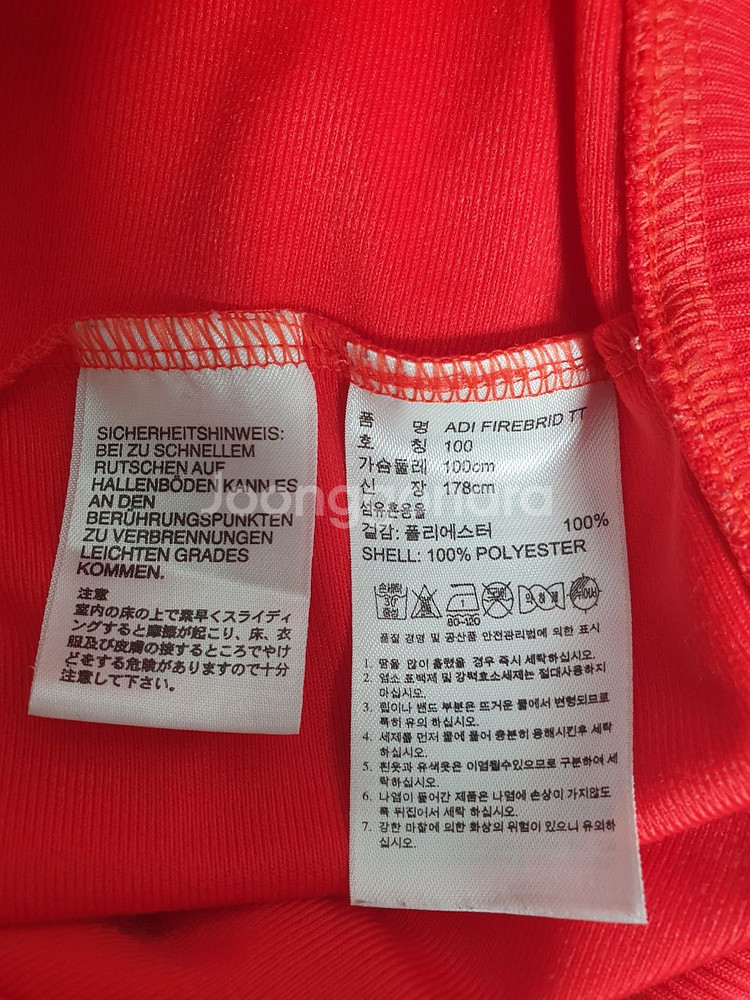 SICHERHEITSHINWEIS:
BEI ZU SCHNELLEM
RUTSCHEN AUF
HALLENBÖDEN KANN ES
AN DEN
BERÜHRUNGSPUNKTEN
ZU VERBRENNUNGEN
LEICHTEN GRADES
KOMMEN.
注意
室内の床の上で素早くスライディ
ングすると摩擦が起こり、床、衣
服及び皮膚の接するところでやけ
どをする危険がありますので十分
注意して下さい。
품 명 ADI FIREBRID TT
호 칭 100
가슴둘레 100cm
신 장 178cm
섬유혼용율
겉감: 폴리에스터 100%
SHELL: 100% POLYESTER
손세탁 30° 중성
80-120
드라이
약하게
품질 경영 및 공산품 안전관리법에 의한 표시
1. 땀을 많이 흘렸을 경우 즉시 세탁하십시오.
2. 염소 표백제 및 강력효소세제는 절대사용하지
마십시오.
3. 립이나 밴드 부분은 뜨거운 물에서 변형되므로
특히 유의 하십시오.
4. 세제를 먼저 물에 풀어 충분히 용해시킨후 세탁
하십시오.
5. 흰옷과 유색옷은 이염될수있으므로 구분하여 세
탁하십시오.
6. 나염이 들어간 제품은 나염에 손상이 가지않도
록 뒤집어서 세탁 하십시오.
7. 강한 마찰에 의한 화상의 위험이 있으니 유의하
십시오.
Joongonara